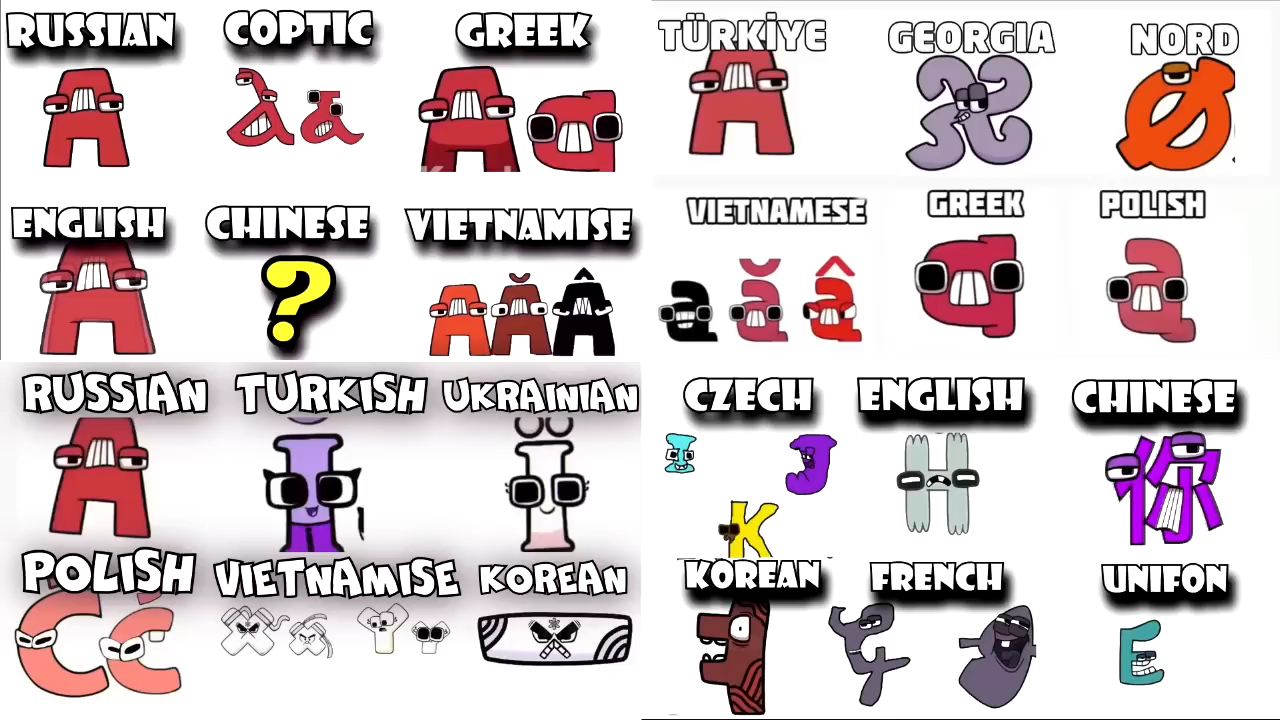 RUSSIAN COPTIC GREEK
A
ENGLISH CHINESE VIETNAMISE
A ? A Ă Â
TÜRKİYE GEORGIA NORD
A Ø
VIETNAMESE GREEK POLISH
a ă â a ą
RUSSIAN TURKISH UKRAINIAN
A İ Ї
POLISH VIETNAMISE KOREAN
Ć ć X x Y Y
CZECH ENGLISH CHINESE
I J K H 你
KOREAN FRENCH UNIFON
ㅋ E